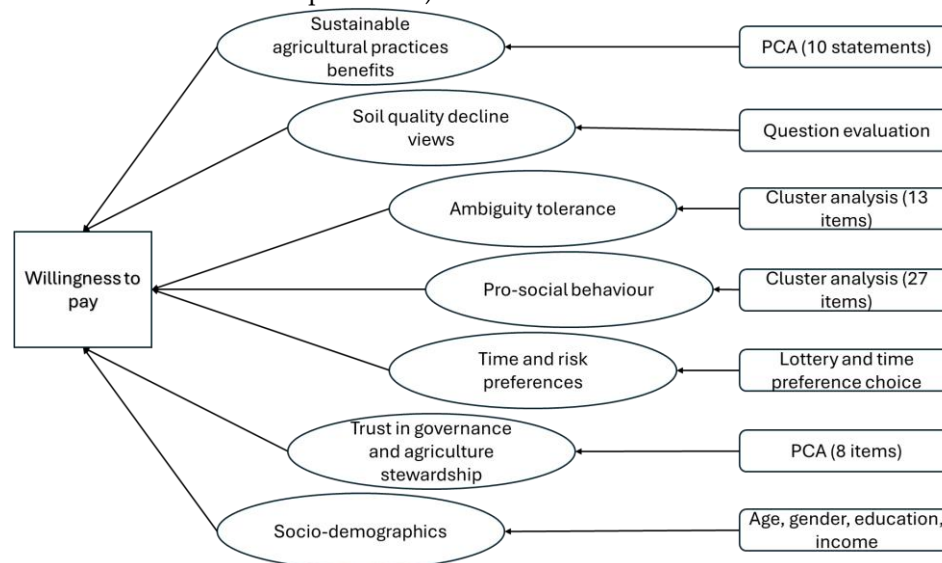 Sustainable
agricultural practices
benefits
PCA (10 statements)
Soil quality decline
views
Question evaluation
Ambiguity tolerance
Cluster analysis (13
items)
Willingness to
pay
Pro-social behaviour
Cluster analysis (27
items)
Time and risk
preferences
Lottery and time
preference choice
Trust in governance
and agriculture
stewardship
PCA (8 items)
Socio-demographics
Age, gender, education,
income